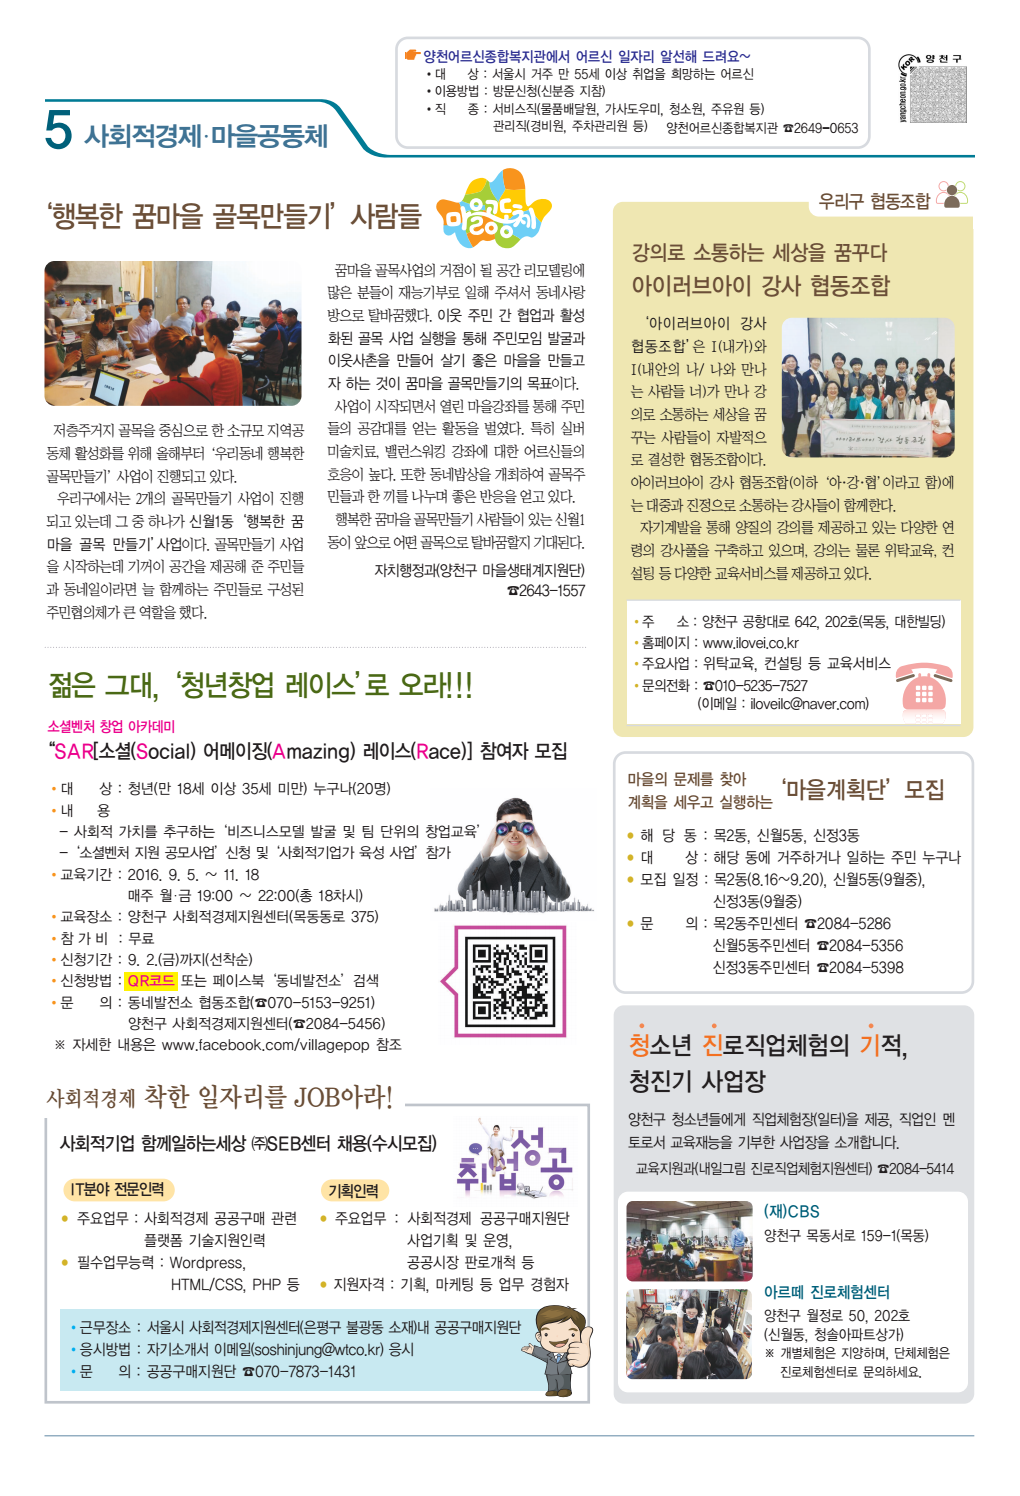 양천어르신종합복지관에서 어르신 일자리 알선해 드려요~
•대 상 : 서울시 거주 만 55세 이상 취업을 희망하는 어르신
•이용방법 : 방문신청(신분증 지참)
•직 종 : 서비스직(물품배달원, 가사도우미, 청소원, 주유원 등)
관리직(경비원, 주차관리원 등) 양천어르신종합복지관 ☎2649-0653
양천구
5 사회적경제·마을공동체
‘행복한 꿈마을 골목만들기’ 사람들
마을공동체
저층주거지 골목을 중심으로 한 소규모 지역공
동체 활성화를 위해 올해부터 ‘우리동네 행복한
골목만들기’ 사업이 진행되고 있다.
우리구에서는 2개의 골목만들기 사업이 진행
되고 있는데 그 중 하나가 신월1동 ‘행복한 꿈
마을 골목 만들기’ 사업이다. 골목만들기 사업
을 시작하는데 기꺼이 공간을 제공해 준 주민들
과 동네일이라면 늘 함께하는 주민들로 구성된
주민협의체가 큰 역할을 했다.
꿈마을 골목사업의 거점이 될 공간 리모델링에
많은 분들이 재능기부로 일해 주셔서 동네사랑
방으로 탈바꿈했다. 이웃 주민 간 협업과 활성
화된 골목 사업 실행을 통해 주민모임 발굴과
이웃사촌을 만들어 살기 좋은 마을을 만들고
자 하는 것이 꿈마을 골목만들기의 목표이다.
사업이 시작되면서 열린 마을강좌를 통해 주민
들의 공감대를 얻는 활동을 벌였다. 특히 실버
미술치료, 밸런스워킹 강좌에 대한 어르신들의
호응이 높다. 또한 동네밥상을 개최하여 골목주
민들과 한 끼를 나누며 좋은 반응을 얻고 있다.
행복한 꿈마을 골목만들기 사람들이 있는 신월1
동이 앞으로 어떤 골목으로 탈바꿈할지 기대된다.
자치행정과(양천구 마을생태계지원단)
☎2643-1557
우리구 협동조합
강의로 소통하는 세상을 꿈꾸다
아이러브아이 강사 협동조합
‘아이러브아이 강사
협동조합’은 I(내가)와
I(내안의 나/ 나와 만나
는 사람들 너)가 만나 강
의로 소통하는 세상을 꿈
꾸는 사람들이 자발적으
로 결성한 협동조합이다.
아이러브아이 강사 협동조합
아이러브아이 강사 협동조합(이하 ‘아·강·협’이라고 함)에
는 대중과 진정으로 소통하는 강사들이 함께한다.
자기계발을 통해 양질의 강의를 제공하고 있는 다양한 연
령의 강사풀을 구축하고 있으며, 강의는 물론 위탁교육, 컨
설팅 등 다양한 교육서비스를 제공하고 있다.
•주 소 : 양천구 공항대로 642, 202호(목동, 대한빌딩)
•홈페이지 : www.ilovei.co.kr
•주요사업 : 위탁교육, 컨설팅 등 교육서비스
•문의전화 : ☎010-5235-7527
(이메일 : iloveilc@naver.com)
젊은 그대, ‘청년창업 레이스’로 오라!!!
소셜벤처 창업 아카데미
“SAR[소셜(Social) 어메이징(Amazing) 레이스(Race)] 참여자 모집
•대 상 : 청년(만 18세 이상 35세 미만) 누구나(20명)
•내 용
- 사회적 가치를 추구하는 ‘비즈니스모델 발굴 및 팀 단위의 창업교육’
- ‘소셜벤처 지원 공모사업’ 신청 및 ‘사회적기업가 육성 사업’ 참가
•교육기간 : 2016. 9. 5. ~ 11. 18
매주 월·금 19:00 ~ 22:00(총 18차시)
•교육장소 : 양천구 사회적경제지원센터(목동동로 375)
•참 가 비 : 무료
•신청기간 : 9. 2.(금)까지(선착순)
•신청방법 : QR코드 또는 페이스북 ‘동네발전소’ 검색
•문 의 : 동네발전소 협동조합(☎070-5153-9251)
양천구 사회적경제지원센터(☎2084-5456)
※ 자세한 내용은 www.facebook.com/villagepop 참조
마을의 문제를 찾아
계획을 세우고 실행하는 ‘마을계획단’ 모집
• 해 당 동 : 목2동, 신월5동, 신정3동
• 대 상 : 해당 동에 거주하거나 일하는 주민 누구나
• 모집 일정 : 목2동(8.16~9.20), 신월5동(9월중),
신정3동(9월중)
• 문 의 : 목2동주민센터 ☎2084-5286
신월5동주민센터 ☎2084-5356
신정3동주민센터 ☎2084-5398
사회적경제 착한 일자리를 JOB아라!
사회적기업 함께일하는세상 ㈜SEB센터 채용(수시모집)
취업성공
IT분야 전문인력
• 주요업무 : 사회적경제 공공구매 관련
플랫폼 기술지원인력
• 필수업무능력 : Wordpress,
HTML/CSS, PHP 등
기획인력
• 주요업무 : 사회적경제 공공구매지원단
사업기획 및 운영,
공공시장 판로개척 등
• 지원자격 : 기획, 마케팅 등 업무 경험자
•근무장소 : 서울시 사회적경제지원센터(은평구 불광동 소재)내 공공구매지원단
•응시방법 : 자기소개서 이메일(soshinjung@wtco.kr) 응시
•문 의 : 공공구매지원단 ☎070-7873-1431
청소년 진로직업체험의 기적,
청진기 사업장
양천구 청소년들에게 직업체험장(일터)을 제공, 직업인 멘
토로서 교육재능을 기부한 사업장을 소개합니다.
교육지원과(내일그림 진로직업체험지원센터) ☎2084-5414
(재)CBS
양천구 목동서로 159-1(목동)
아르떼 진로체험센터
양천구 월정로 50, 202호
(신월동, 청솔아파트상가)
※ 개별체험은 지양하며, 단체체험은
진로체험센터로 문의하세요.